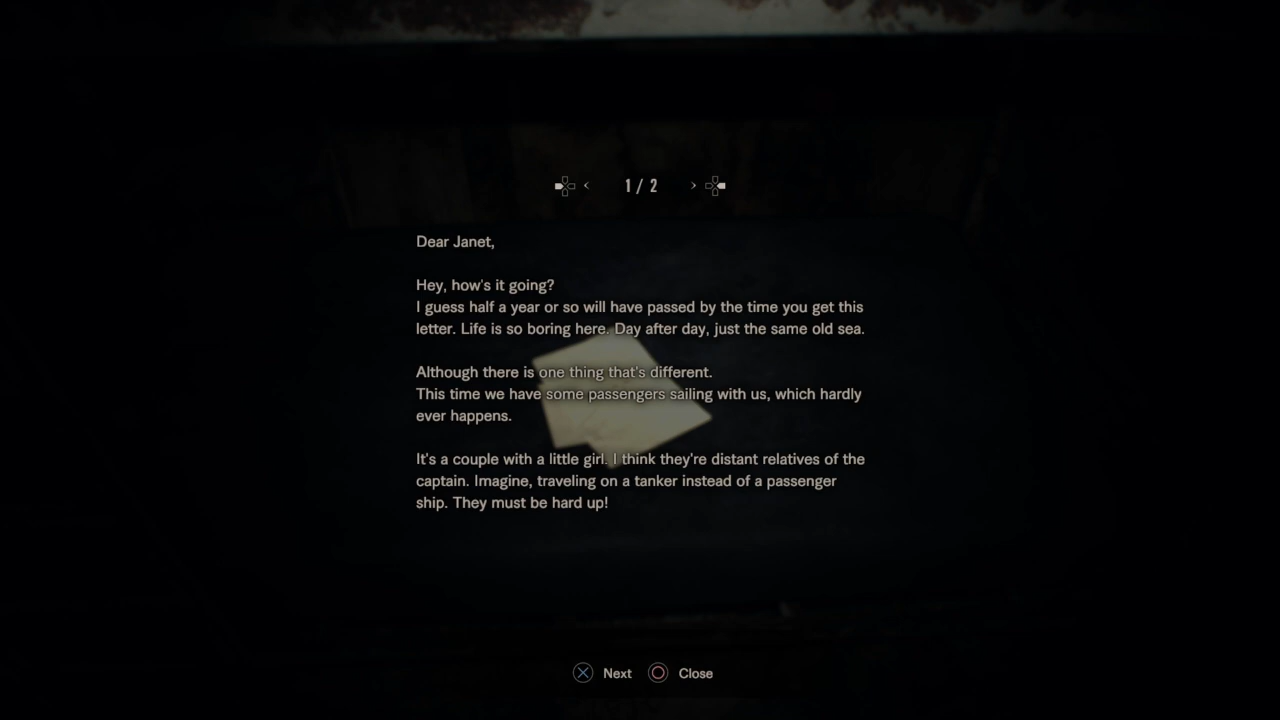 < 1 / 2 >
Dear Janet,
Hey, how's it going?
I guess half a year or so will have passed by the time you get this
letter. Life is so boring here. Day after day, just the same old sea.
Although there is one thing that's different.
This time we have some passengers sailing with us, which hardly
ever happens.
It's a couple with a little girl. I think they're distant relatives of the
captain. Imagine, traveling on a tanker instead of a passenger
ship. They must be hard up!
Next Close